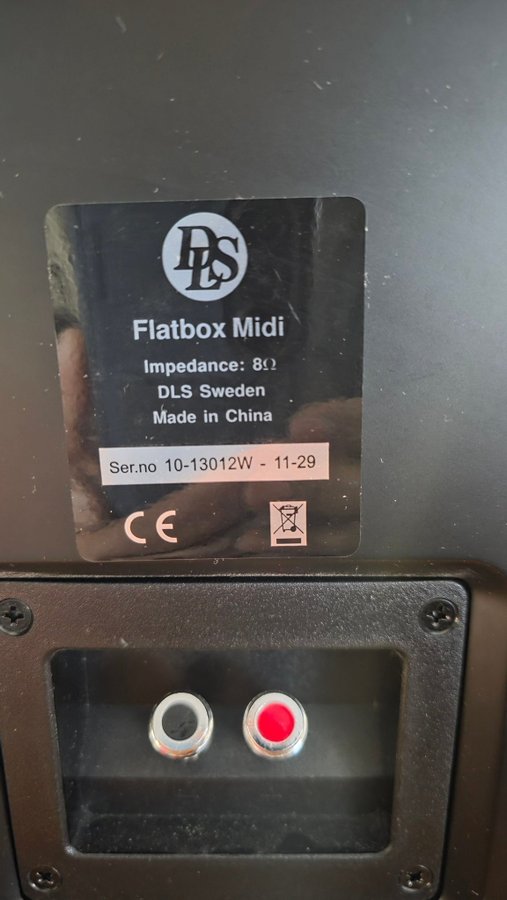 DLS
Flatbox Midi
Impedance: 8Ω
DLS Sweden
Made in China
Ser.no 10-13012W - 11-29
CE